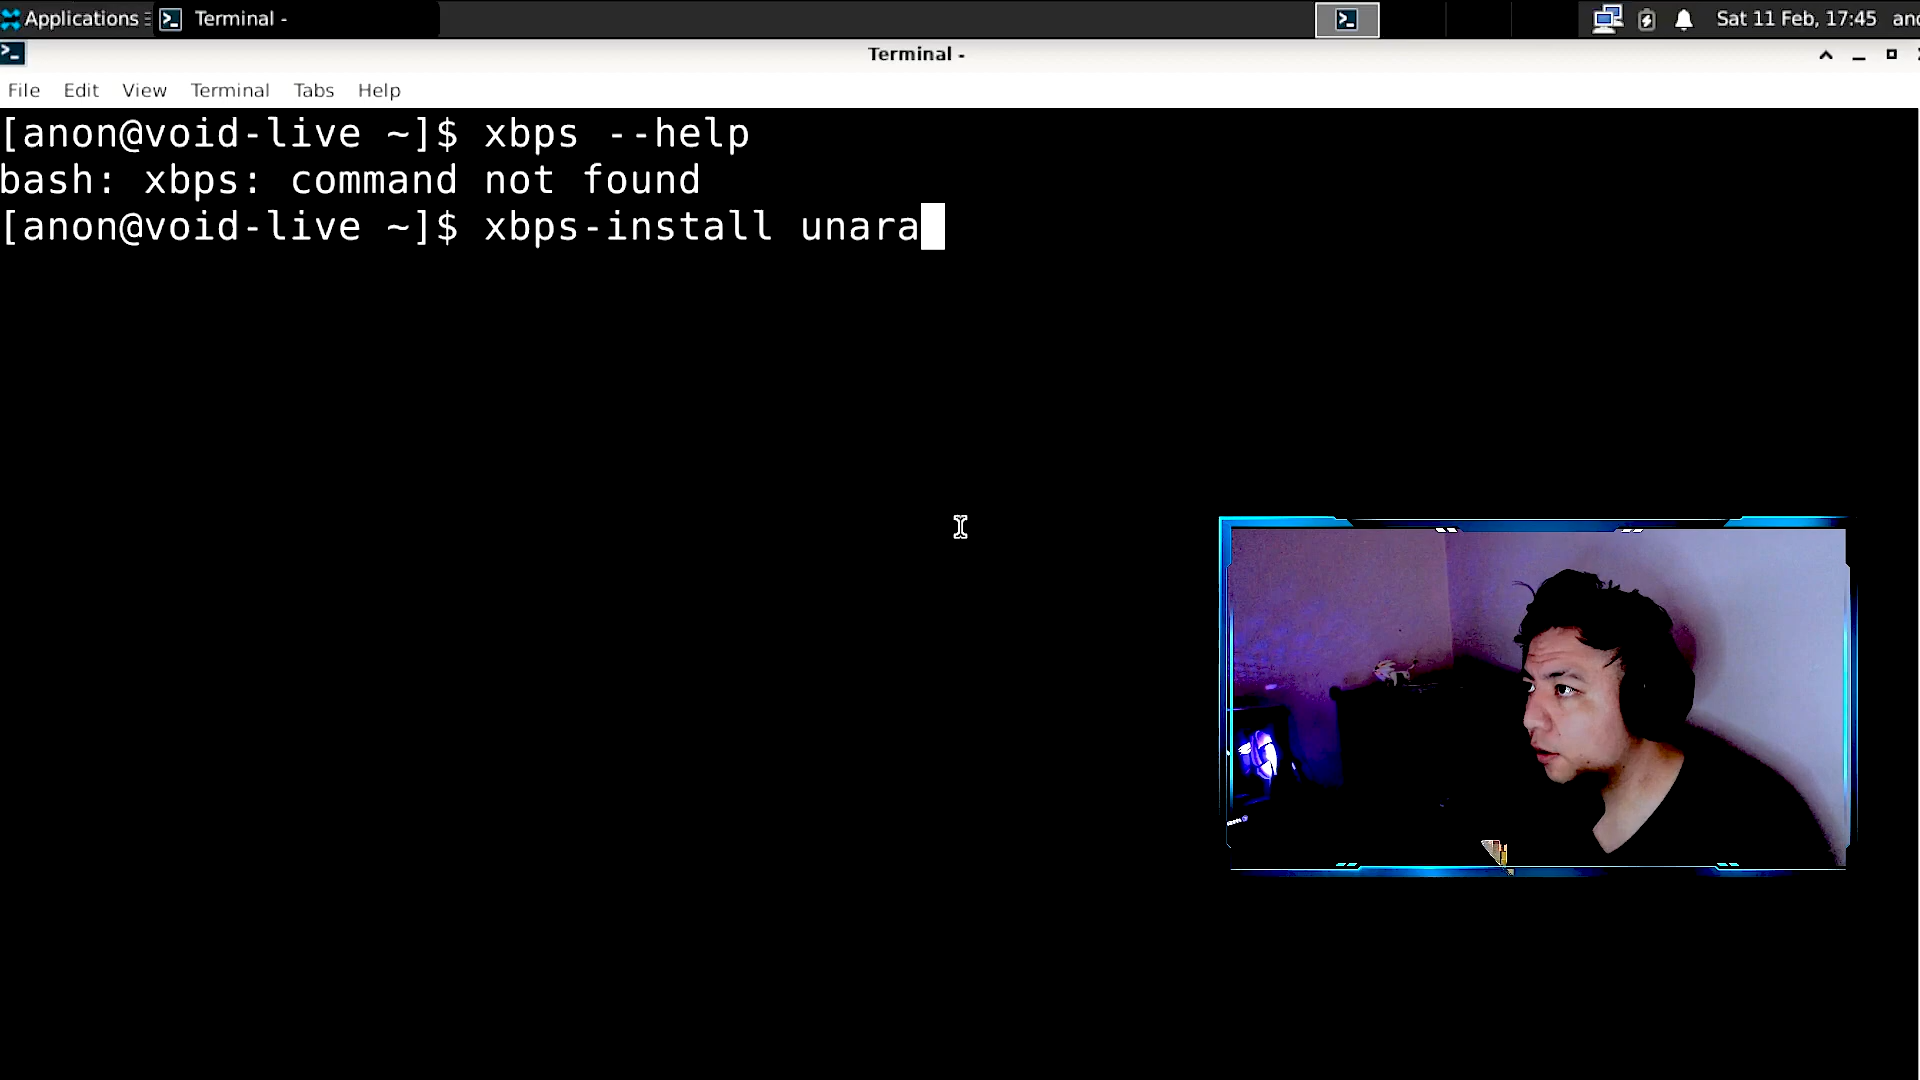 Applications
Terminal -
Sat 11 Feb, 17:45
Terminal -
File Edit View Terminal Tabs Help
[anon@void-live ~]$ xbps --help
bash: xbps: command not found
[anon@void-live ~]$ xbps-install unara